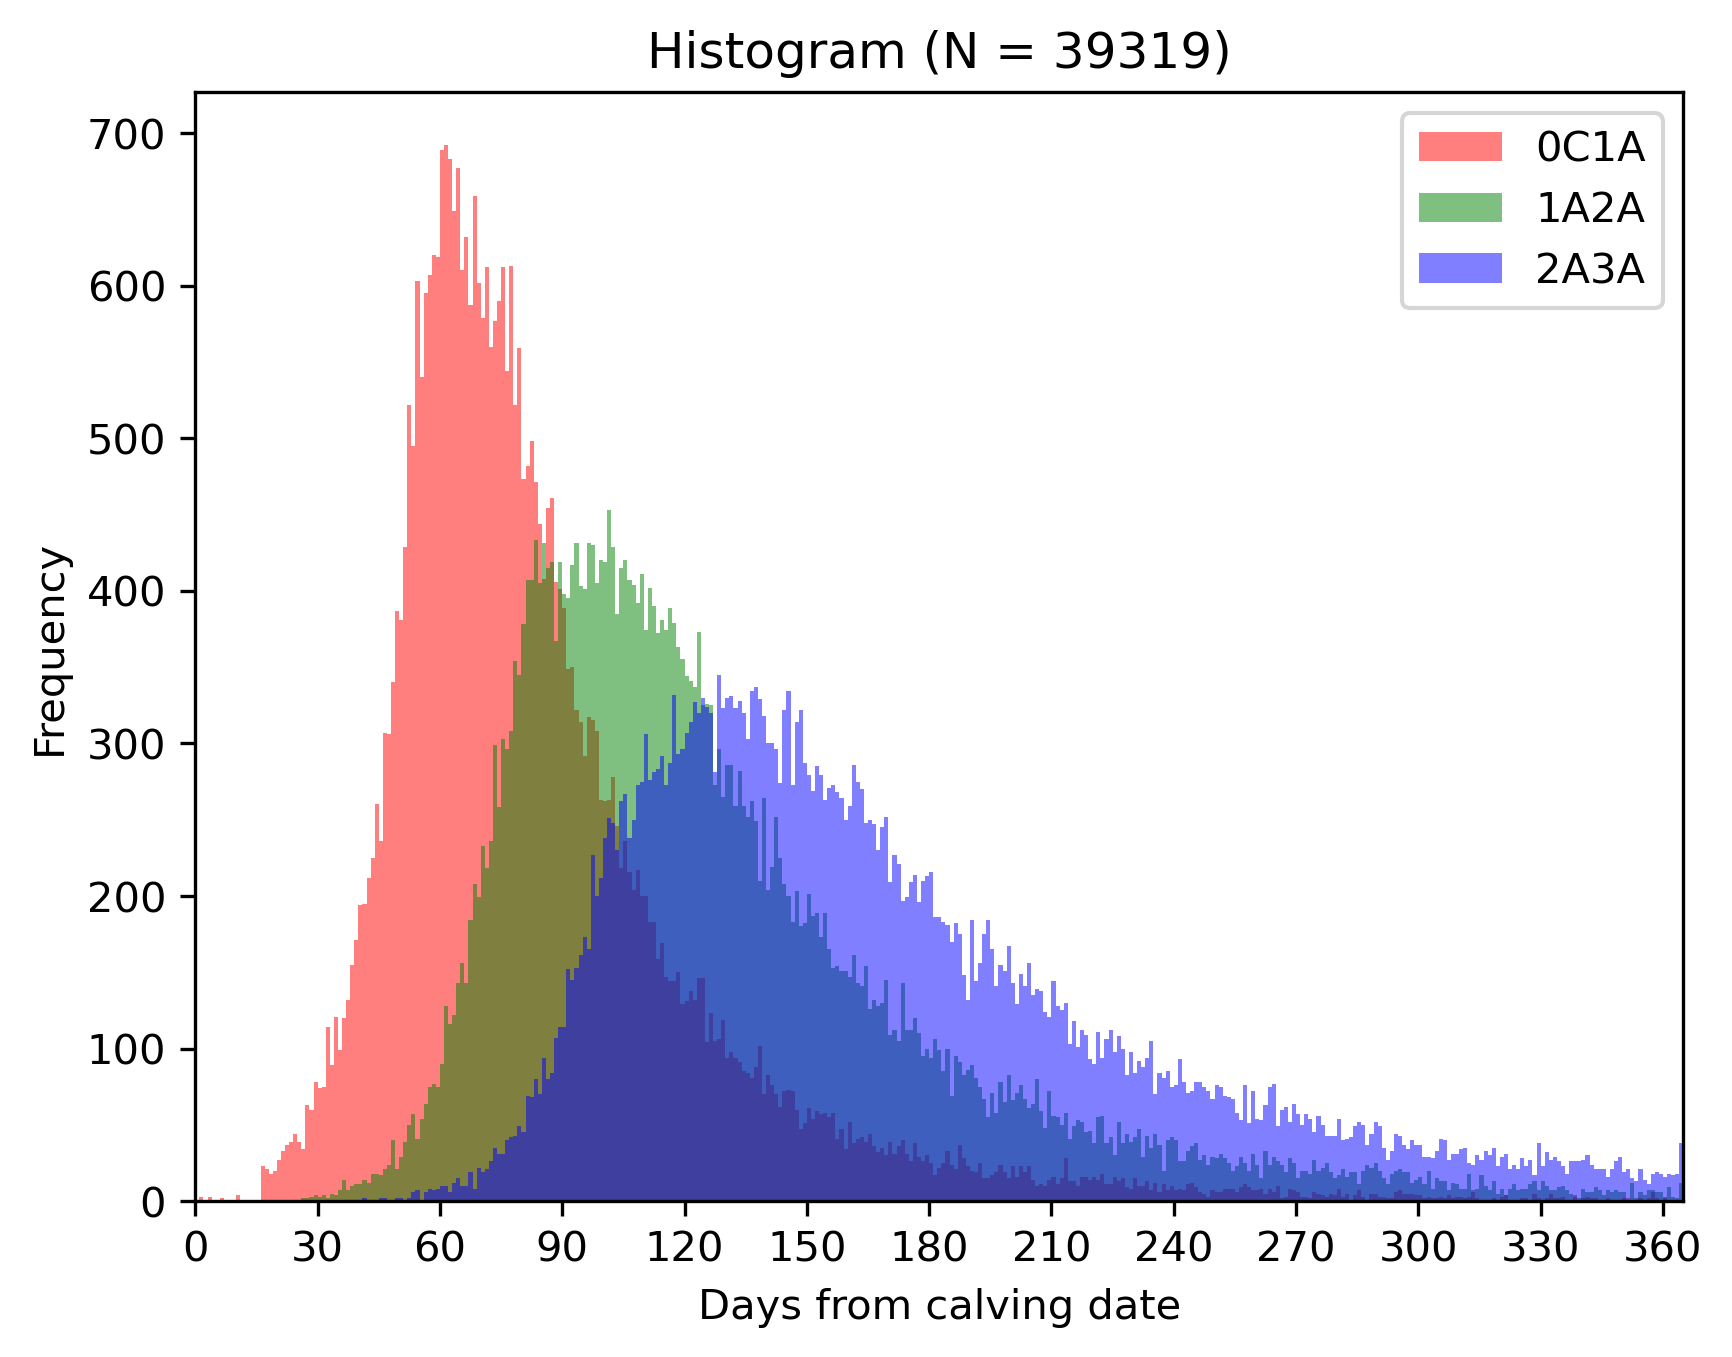 Histogram (N = 39319)
0C1A
1A2A
2A3A
700
600
500
400
300
200
100
0
Frequency
0 30 60 90 120 150 180 210 240 270 300 330 360
Days from calving date